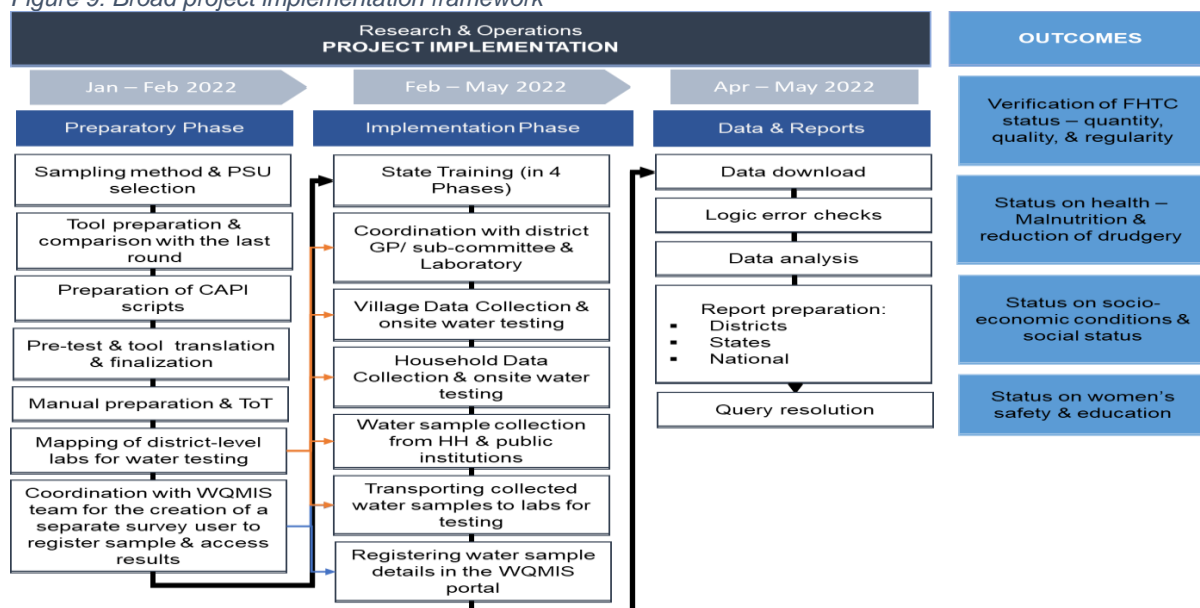 Figure 9: Broad project implementation framework
Research & Operations
PROJECT IMPLEMENTATION
Jan – Feb 2022
Preparatory Phase
Sampling method & PSU
selection
Tool preparation &
comparison with the last
round
Preparation of CAPI
scripts
Pre-test & tool translation
& finalization
Manual preparation & ToT
Mapping of district-level
labs for water testing
Coordination with WQMIS
team for the creation of a
separate survey user to
register sample & access
results
Feb – May 2022
Implementation Phase
State Training (in 4
Phases)
Coordination with district
GP/ sub-committee &
Laboratory
Village Data Collection &
onsite water testing
Household Data
Collection & onsite water
testing
Water sample collection
from HH & public
institutions
Transporting collected
water samples to labs for
testing
Registering water sample
details in the WQMIS
portal
Apr – May 2022
Data & Reports
Data download
Logic error checks
Data analysis
Report preparation:
▪ Districts
▪ States
▪ National
Query resolution
OUTCOMES
Verification of FHTC
status – quantity,
quality, & regularity
Status on health –
Malnutrition &
reduction of drudgery
Status on socio-
economic conditions &
social status
Status on women's
safety & education